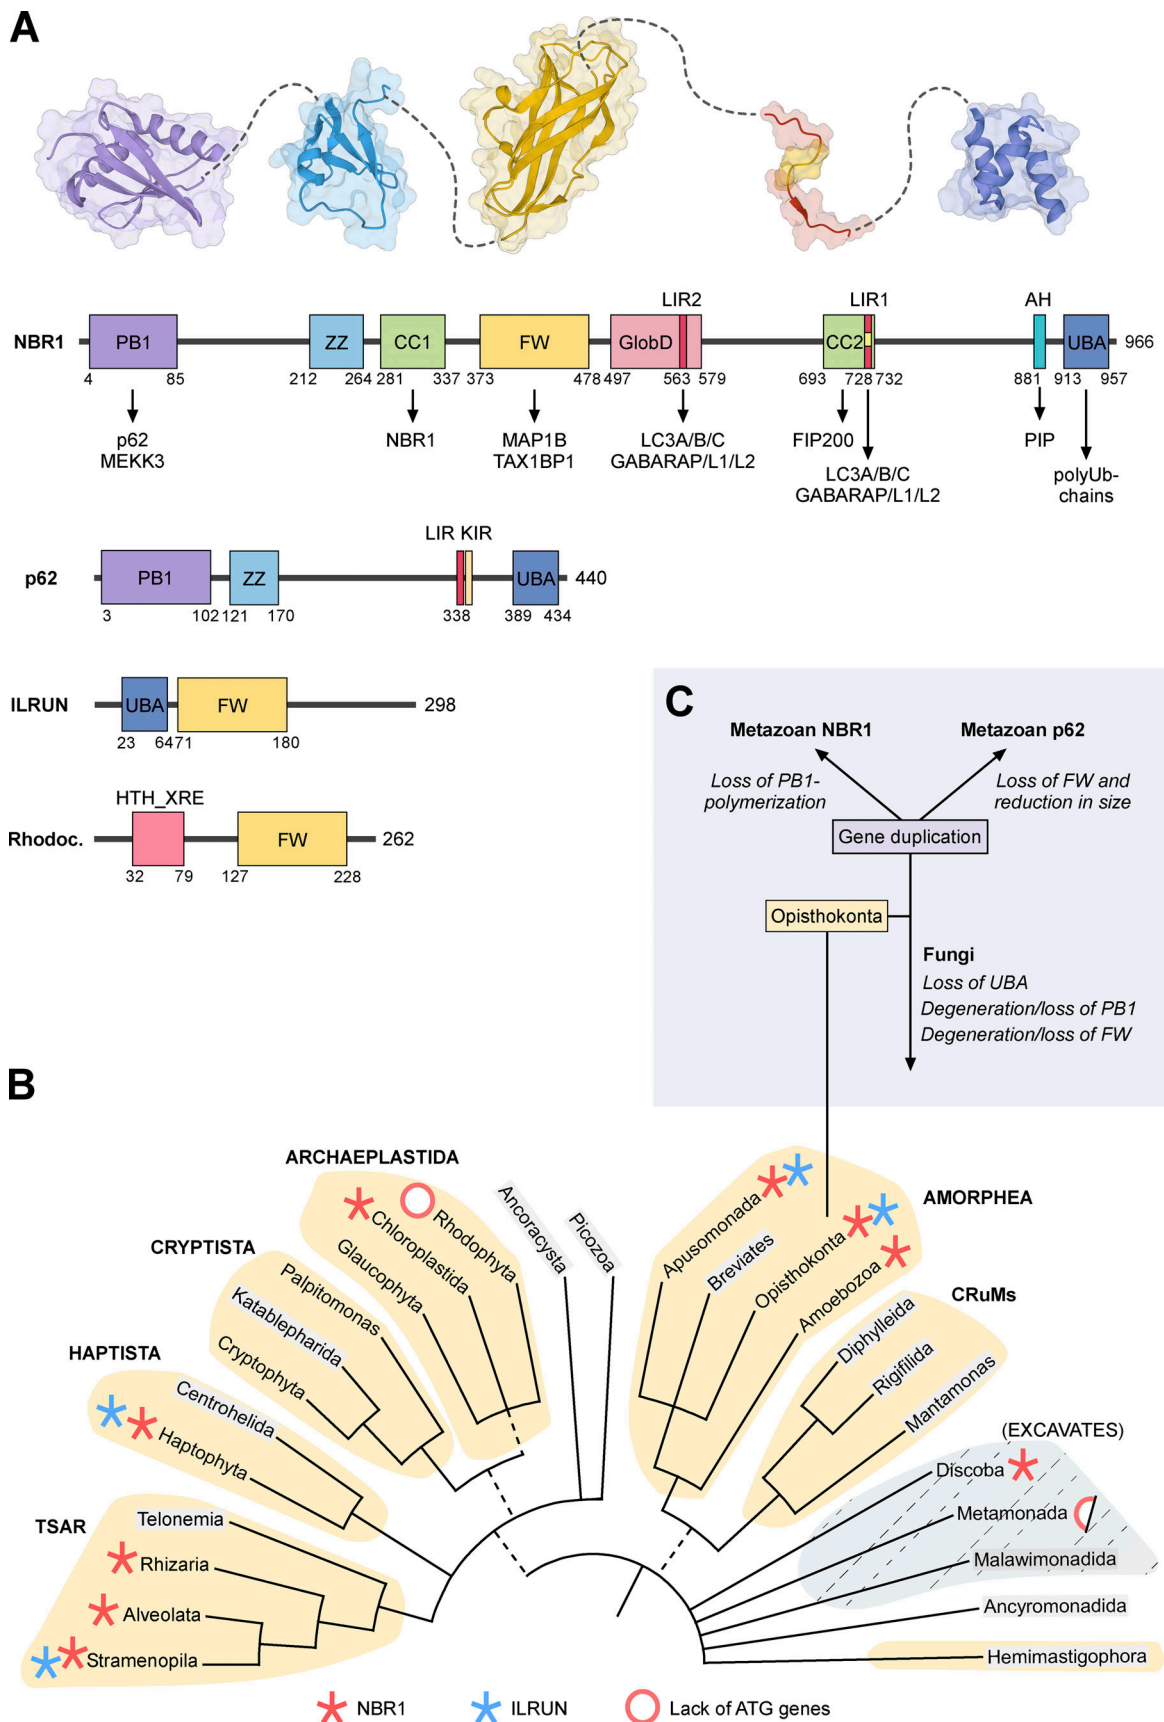 A
LIR2
LIR1
AH
NBR1
PB1
ZZ
CC1
FW
GlobD
CC2
UBA
966
4
85
212
264
281
337
373
478
497
563
579
693
728
732
881
913
957
p62
MEKK3
NBR1
MAP1B
TAX1BP1
LC3A/B/C
GABARAP/L1/L2
FIP200
LC3A/B/C
GABARAP/L1/L2
PIP
polyUb-
chains
LIR KIR
p62
PB1
ZZ
UBA
440
3
102
121
170
338
389
434
ILRUN
UBA
FW
298
23
64
71
180
HTH_XRE
Rhodoc.
FW
262
32
79
127
228
C
Metazoan NBR1
Metazoan p62
Loss of PB1-
polymerization
Loss of FW and
reduction in size
Gene duplication
Opisthokonta
Fungi
Loss of UBA
Degeneration/loss of PB1
Degeneration/loss of FW
B
ARCHAEPLASTIDA
CRYPTISTA
HAPTISTA
TSAR
AMORPHEA
CRuMs
(EXCAVATES)
Stramenopila
Alveolata
Rhizaria
Telonemia
Haptophyta
Centrohelida
Cryptophyta
Katablepharida
Palpitomonas
Glaucophyta
Chloroplastida
Rhodophyta
Ancoracysta
Picozoa
Apusomonada
Breviates
Opisthokonta
Amoebozoa
Diphylleida
Rigifilida
Mantamonas
Discoba
Metamonada
Malawimonadida
Ancyromonadida
Hemimastigophora
NBR1
ILRUN
Lack of ATG genes